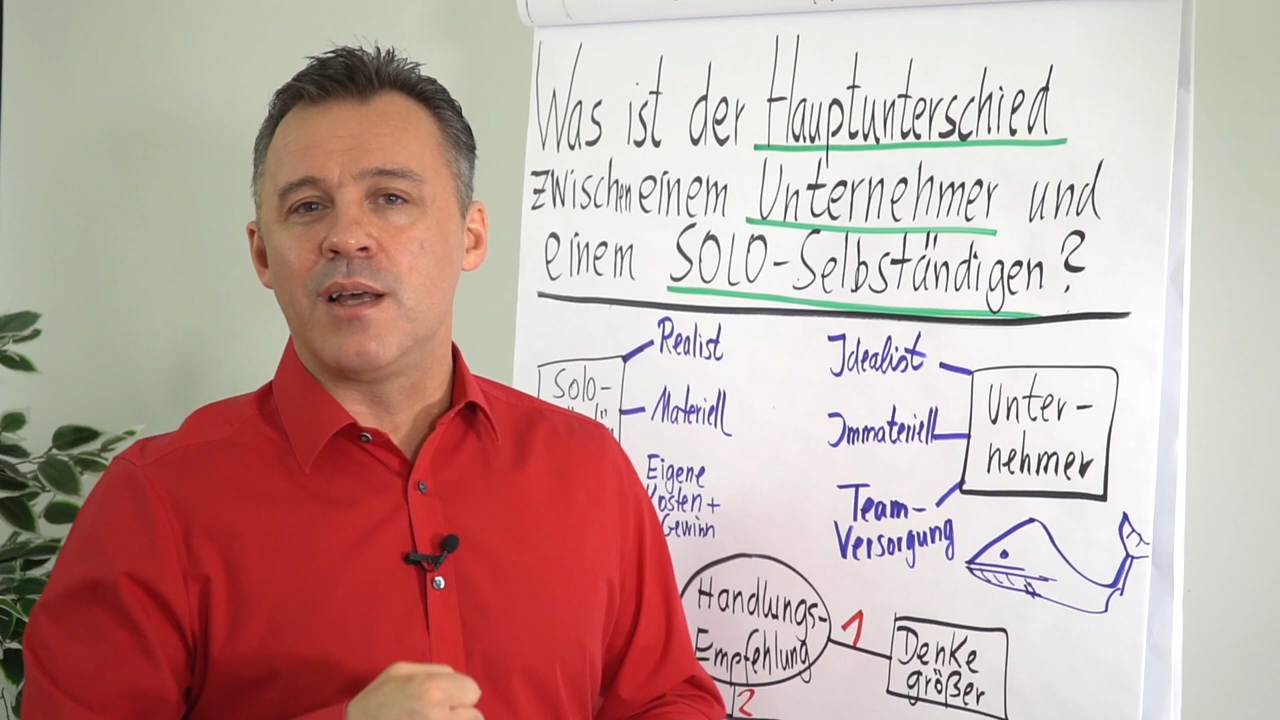 Was ist der Hauptunterschied
zwischen einem Unternehmer und
einem SOLO-Selbständigen?
Solo-
Realist
Materiell
Eigene
Kosten+
Gewinn
Idealist
Immateriell
Team-
Versorgung
Unter-
nehmer
Handlungs-
Empfehlung
1
Denke
größer
2